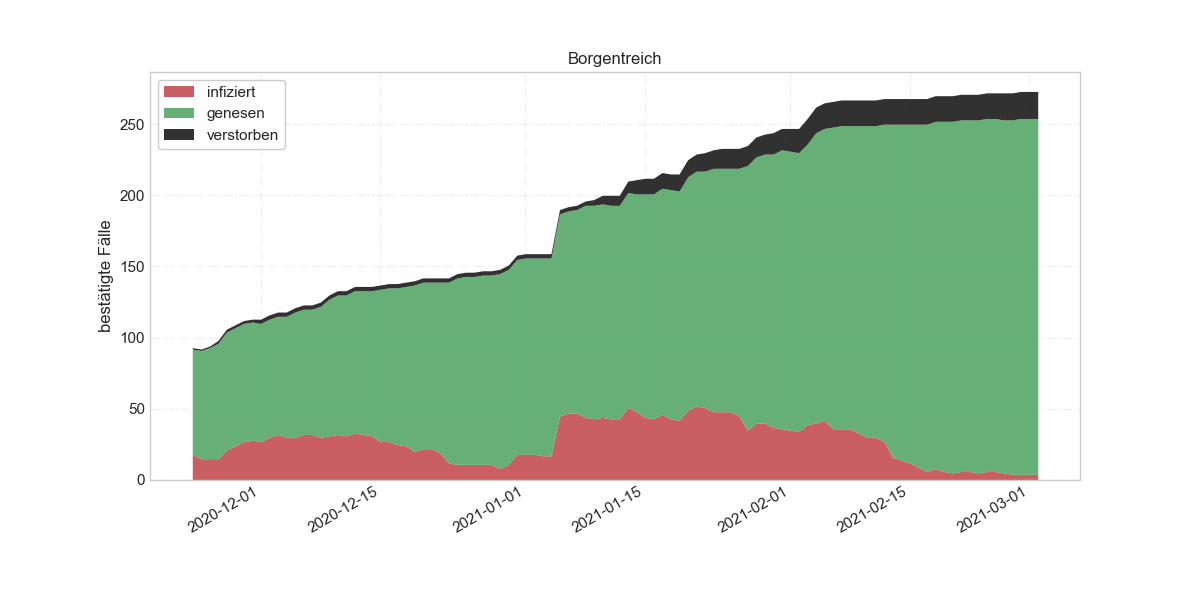 Borgentreich
infiziert
genesen
verstorben
bestätigte Fälle
250
200
150
100
50
0
2020-12-01
2020-12-15
2021-01-01
2021-01-15
2021-02-01
2021-02-15
2021-03-01